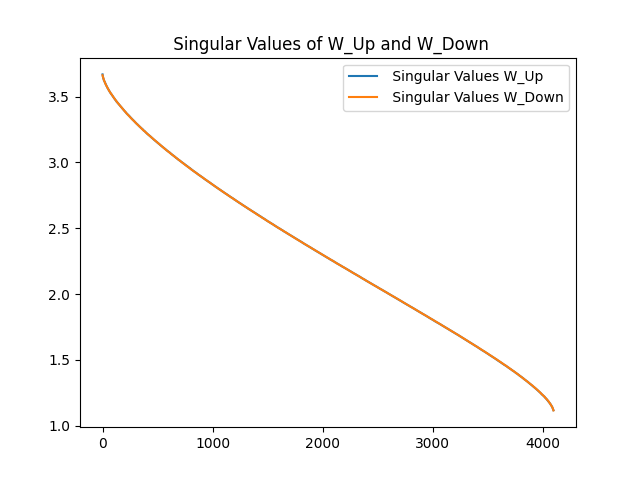 Singular Values of W_Up and W_Down
Singular Values W_Up
Singular Values W_Down
3.5
3.0
2.5
2.0
1.5
1.0
0 1000 2000 3000 4000